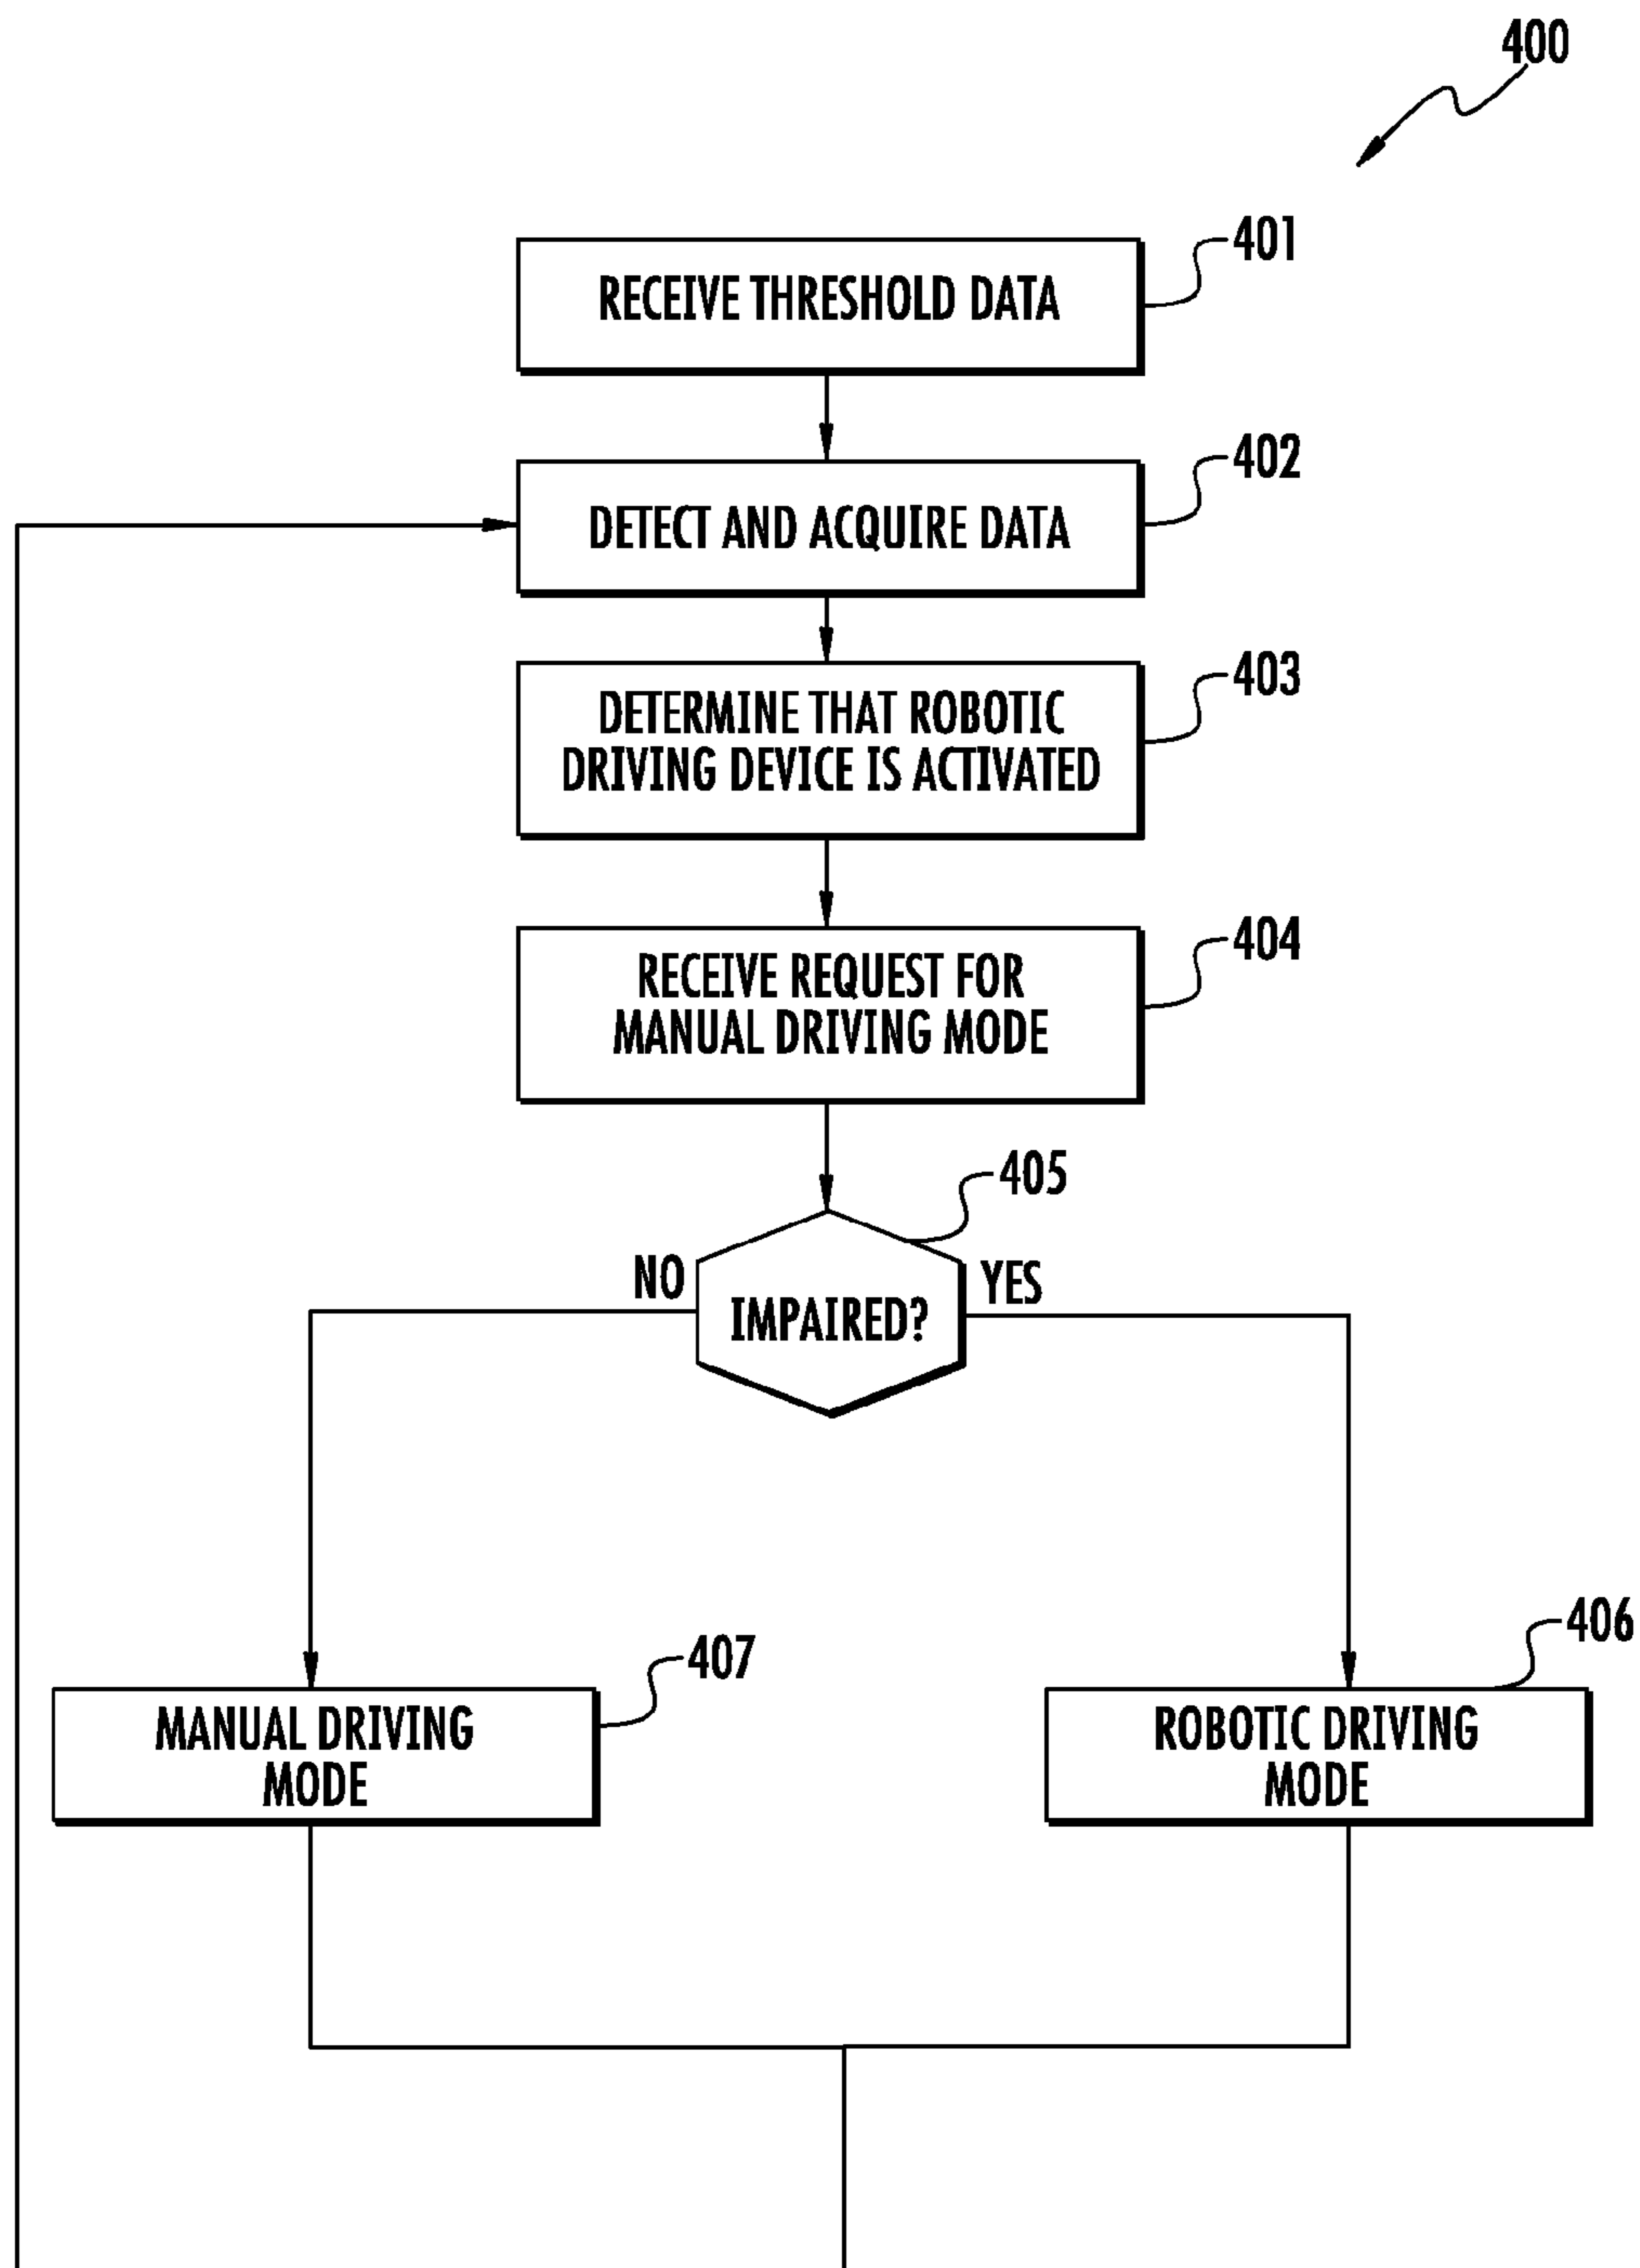 400
401
RECEIVE THRESHOLD DATA
402
DETECT AND ACQUIRE DATA
403
DETERMINE THAT ROBOTIC
DRIVING DEVICE IS ACTIVATED
404
RECEIVE REQUEST FOR
MANUAL DRIVING MODE
405
NO
YES
IMPAIRED?
407
MANUAL DRIVING
MODE
406
ROBOTIC DRIVING
MODE